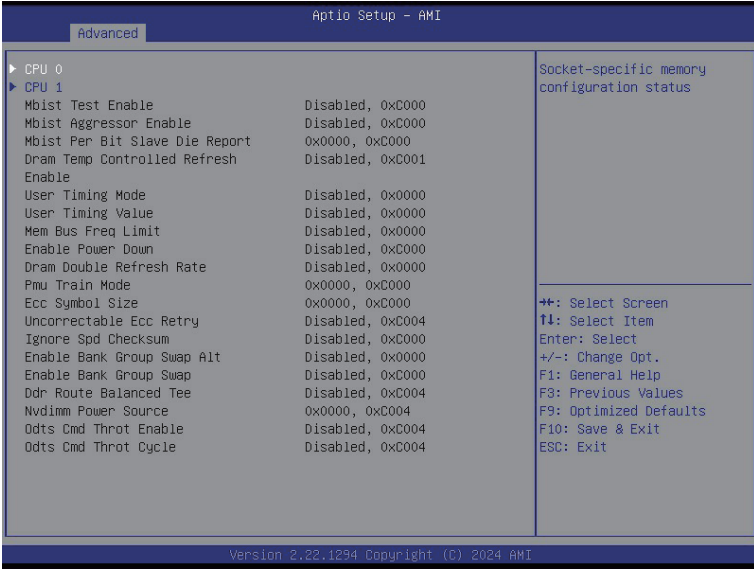 Aptio Setup – AMI
Advanced
► CPU 0
► CPU 1
Mbist Test Enable Disabled, 0xC000
Mbist Aggressor Enable Disabled, 0xC000
Mbist Per Bit Slave Die Report 0x0000, 0xC000
Dram Temp Controlled Refresh Disabled, 0xC001
Enable
User Timing Mode Disabled, 0x0000
User Timing Value Disabled, 0x0000
Mem Bus Freq Limit Disabled, 0x0000
Enable Power Down Disabled, 0xC000
Dram Double Refresh Rate Disabled, 0x0000
Pmu Train Mode 0x0000, 0xC000
Ecc Symbol Size 0x0000, 0xC000
Uncorrectable Ecc Retry Disabled, 0xC004
Ignore Spd Checksum Disabled, 0xC000
Enable Bank Group Swap Alt Disabled, 0x0000
Enable Bank Group Swap Disabled, 0xC000
Ddr Route Balanced Tee Disabled, 0xC004
Nvdimm Power Source 0x0000, 0xC004
Odts Cmd Throt Enable Disabled, 0xC004
Odts Cmd Throt Cycle Disabled, 0xC004
Socket-specific memory
configuration status
→←: Select Screen
↑↓: Select Item
Enter: Select
+/-: Change Opt.
F1: General Help
F3: Previous Values
F9: Optimized Defaults
F10: Save & Exit
ESC: Exit
Version 2.22.1294 Copyright (C) 2024 AMI